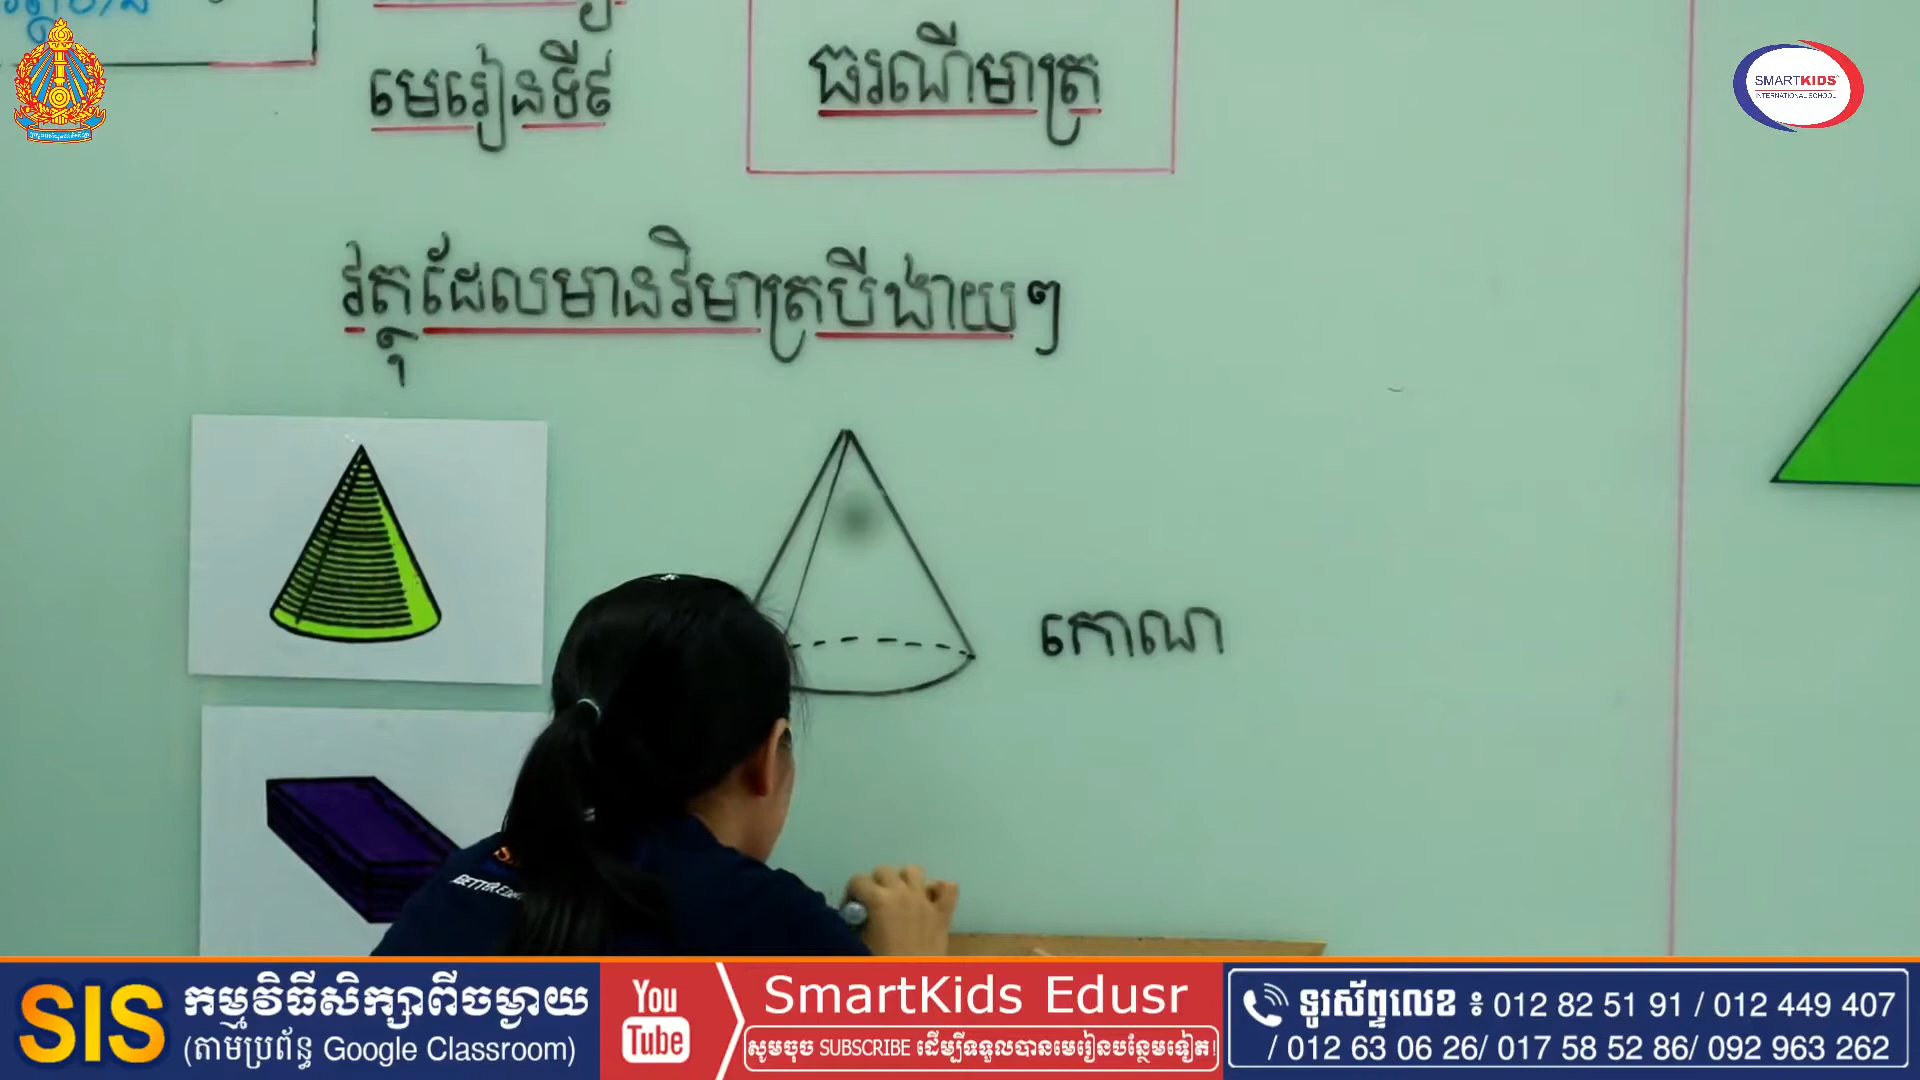 SMARTKIDS
INTERNATIONAL SCHOOL
មេរៀនទី៩
ធរណីមាត្រ
វត្ថុដែលមានវិមាត្របីងាយៗ
កោណ
SIS
កម្មវិធីសិក្សាពីចម្ងាយ
(តាមប្រព័ន្ធ Google Classroom)
You
Tube
SmartKids Edusr
សូមចុច SUBSCRIBE ដើម្បីទទួលបានមេរៀនបន្ថែមទៀត!
ទូរស័ព្ទលេខ ៖ 012 82 51 91 / 012 449 407
/ 012 63 06 26/ 017 58 52 86/ 092 963 262